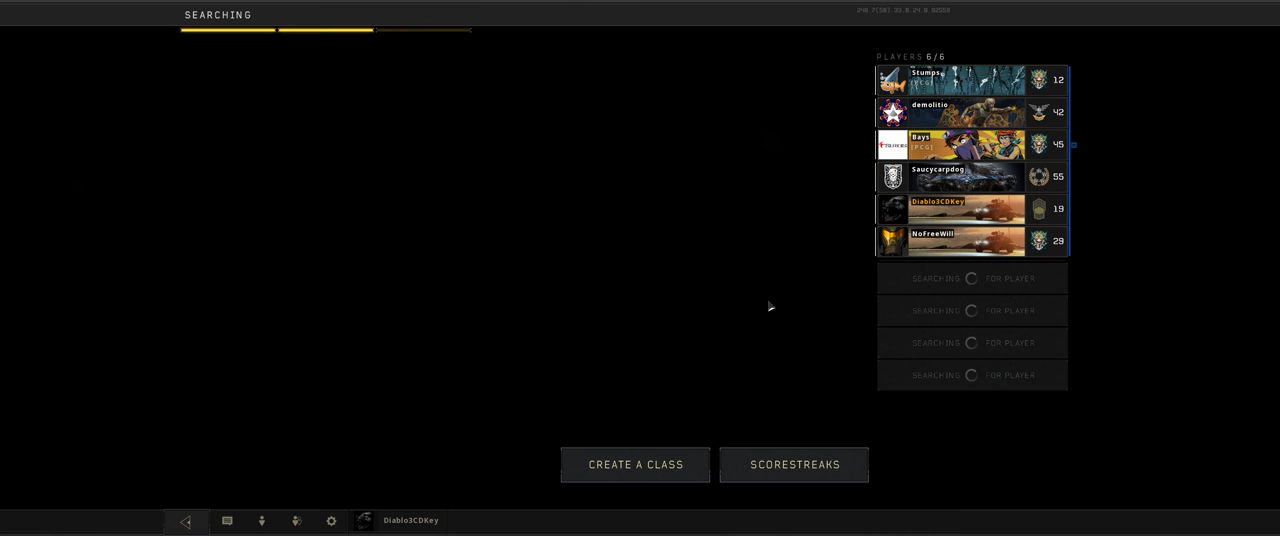 SEARCHING
PLAYERS 6/6
Stumps 12
[PCG]
demolitio 42
Bays 45
[PCG]
Saucycarpdog 55
Diablo3CDKey 19
NoFreeWill 29
SEARCHING FOR PLAYER
SEARCHING FOR PLAYER
SEARCHING FOR PLAYER
SEARCHING FOR PLAYER
CREATE A CLASS SCORESTREAKS
Diablo3CDKey